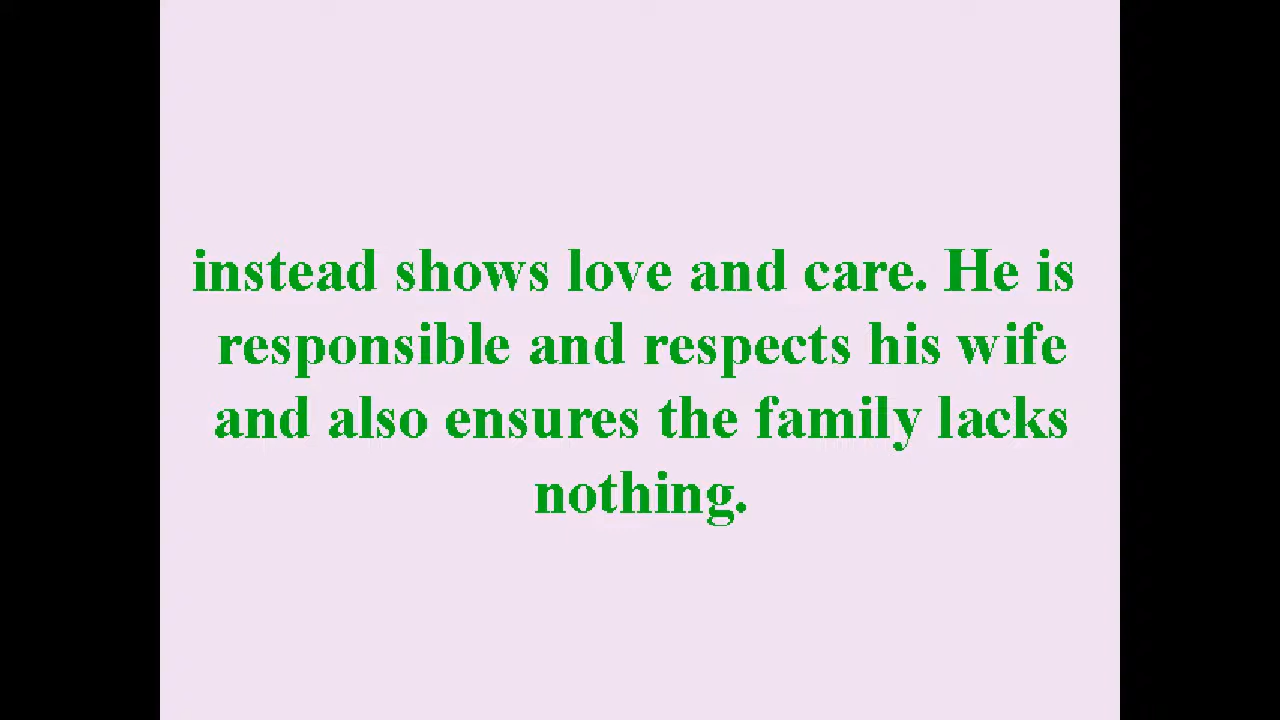 instead shows love and care. He is
responsible and respects his wife
and also ensures the family lacks
nothing.